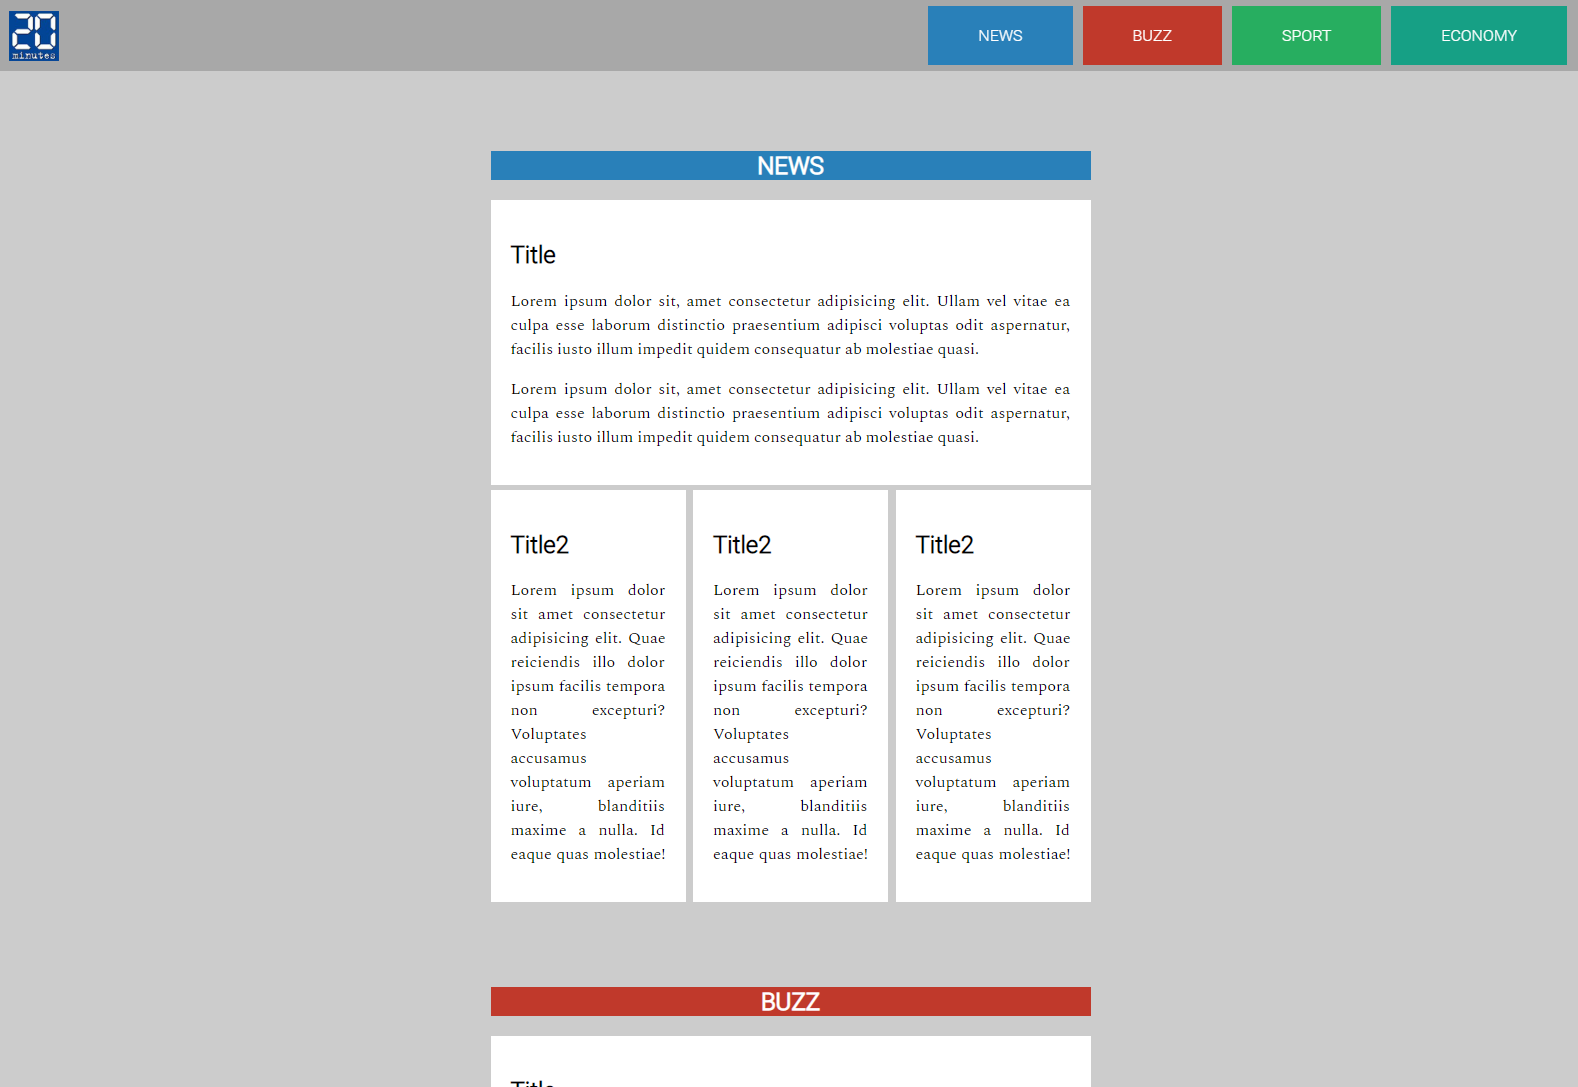 20
minutes
NEWS
BUZZ
SPORT
ECONOMY
NEWS
Title
Lorem ipsum dolor sit, amet consectetur adipisicing elit. Ullam vel vitae ea
culpa esse laborum distinctio praesentium adipisci voluptas odit aspernatur,
facilis iusto illum impedit quidem consequatur ab molestiae quasi.
Lorem ipsum dolor sit, amet consectetur adipisicing elit. Ullam vel vitae ea
culpa esse laborum distinctio praesentium adipisci voluptas odit aspernatur,
facilis iusto illum impedit quidem consequatur ab molestiae quasi.
Title2
Lorem ipsum dolor
sit amet consectetur
adipisicing elit. Quae
reiciendis illo dolor
ipsum facilis tempora
non excepturi?
Voluptates
accusamus
voluptatum aperiam
iure, blanditiis
maxime a nulla. Id
eaque quas molestiae!
Title2
Lorem ipsum dolor
sit amet consectetur
adipisicing elit. Quae
reiciendis illo dolor
ipsum facilis tempora
non excepturi?
Voluptates
accusamus
voluptatum aperiam
iure, blanditiis
maxime a nulla. Id
eaque quas molestiae!
Title2
Lorem ipsum dolor
sit amet consectetur
adipisicing elit. Quae
reiciendis illo dolor
ipsum facilis tempora
non excepturi?
Voluptates
accusamus
voluptatum aperiam
iure, blanditiis
maxime a nulla. Id
eaque quas molestiae!
BUZZ
Title